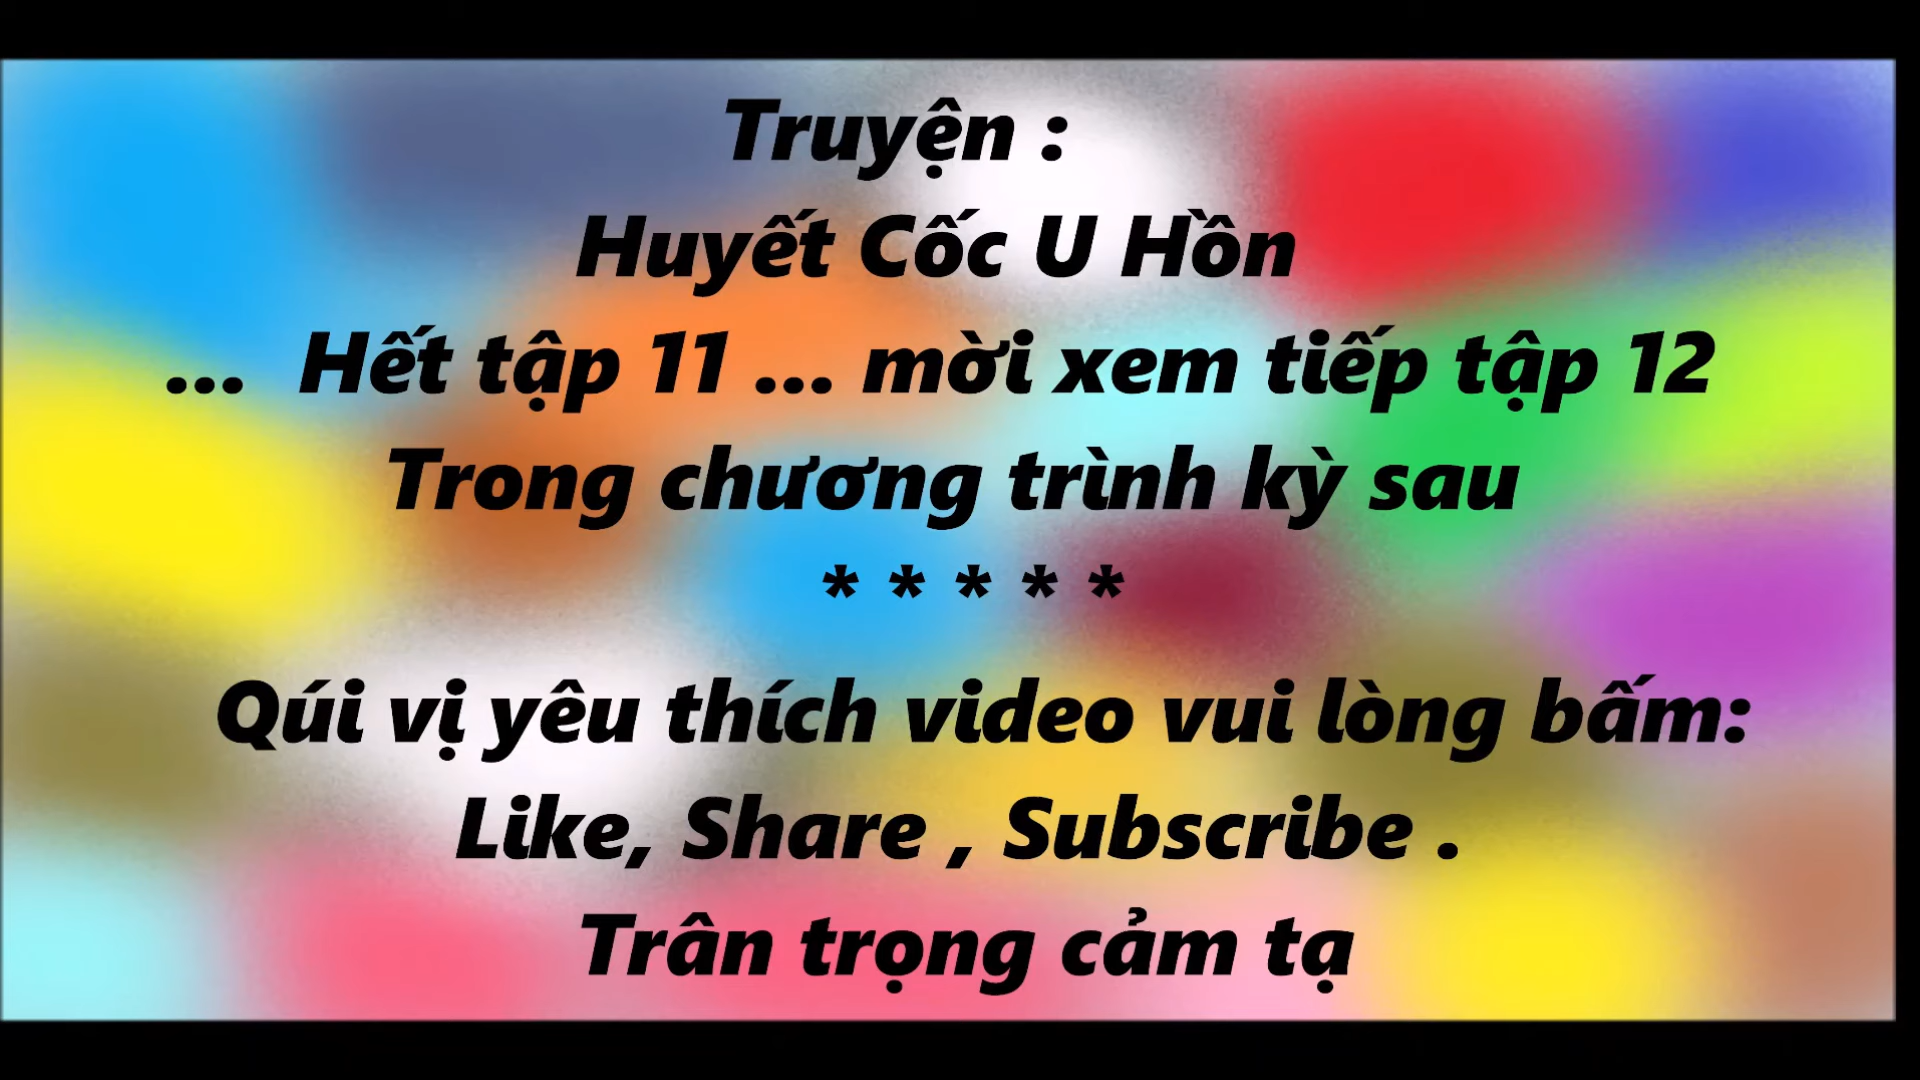 Truyện :
Huyết Cốc U Hồn
... Hết tập 11 ... mời xem tiếp tập 12
Trong chương trình kỳ sau
* * * * *
Qúi vị yêu thích video vui lòng bấm:
Like, Share , Subscribe .
Trân trọng cảm tạ